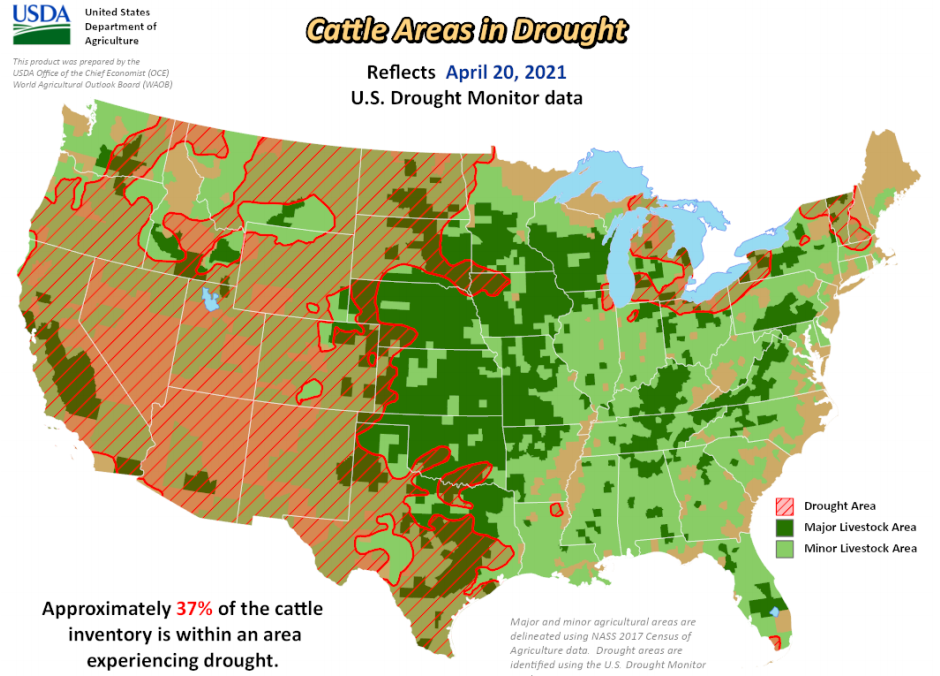 USDA
United States
Department of
Agriculture
This product was prepared by the
USDA Office of the Chief Economist (OCE)
World Agricultural Outlook Board (WAOB)
Cattle Areas in Drought
Reflects April 20, 2021
U.S. Drought Monitor data
Drought Area
Major Livestock Area
Minor Livestock Area
Approximately 37% of the cattle
inventory is within an area
experiencing drought.
Major and minor agricultural areas are
delineated using NASS 2017 Census of
Agriculture data. Drought areas are
identified using the U.S. Drought Monitor